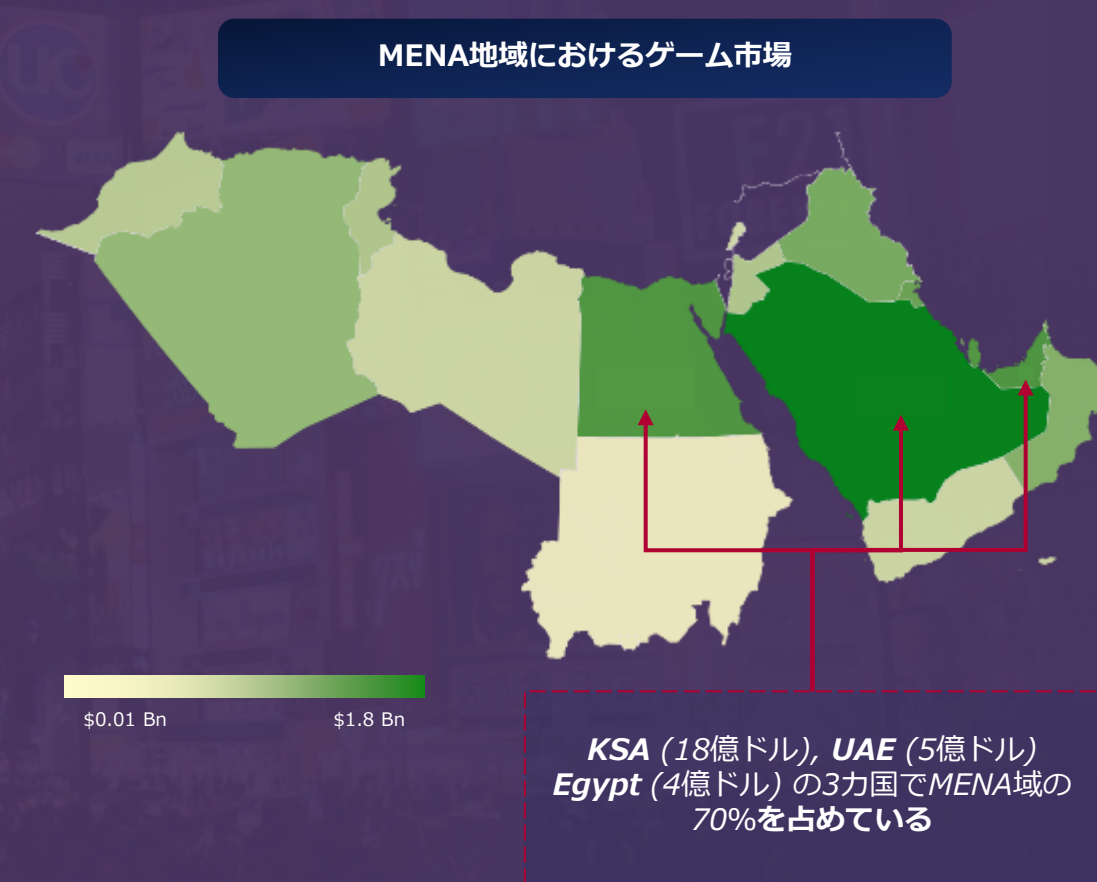 MENA地域におけるゲーム市場
$0.01 Bn
$1.8 Bn
KSA (18億ドル), UAE (5億ドル)
Egypt (4億ドル) の3カ国でMENA域の
70%を占めている